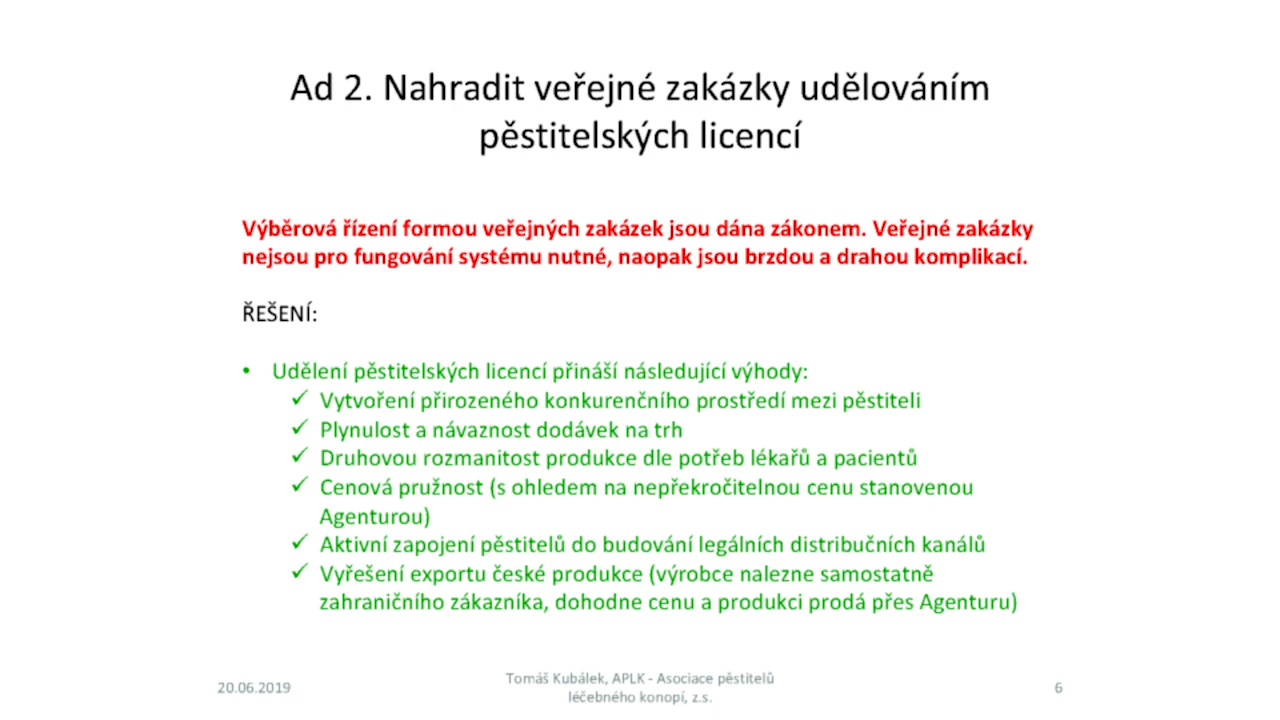 Ad 2. Nahradit veřejné zakázky udělováním
pěstitelských licencí
Výběrová řízení formou veřejných zakázek jsou dána zákonem. Veřejné zakázky
nejsou pro fungování systému nutné, naopak jsou brzdou a drahou komplikací.
ŘEŠENÍ:
• Udělení pěstitelských licencí přináší následující výhody:
✓ Vytvoření přirozeného konkurenčního prostředí mezi pěstiteli
✓ Plynulost a návaznost dodávek na trh
✓ Druhovou rozmanitost produkce dle potřeb lékařů a pacientů
✓ Cenová pružnost (s ohledem na nepřekročitelnou cenu stanovenou
Agenturou)
✓ Aktivní zapojení pěstitelů do budování legálních distribučních kanálů
✓ Vyřešení exportu české produkce (výrobce nalezne samostatně
zahraničního zákazníka, dohodne cenu a produkci prodá přes Agenturu)
20.06.2019
Tomáš Kubálek, APLK - Asociace pěstitelů
léčebného konopí, z.s.
6